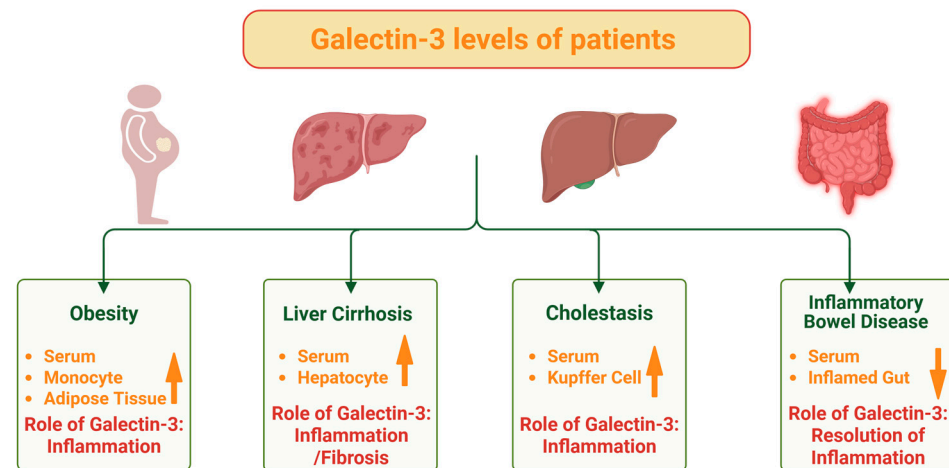 Galectin-3 levels of patients
Obesity
• Serum
• Monocyte
• Adipose Tissue
Role of Galectin-3:
Inflammation
Liver Cirrhosis
• Serum
• Hepatocyte
Role of Galectin-3:
Inflammation
/Fibrosis
Cholestasis
• Serum
• Kupffer Cell
Role of Galectin-3:
Inflammation
Inflammatory
Bowel Disease
• Serum
• Inflamed Gut
Role of Galectin-3:
Resolution of
Inflammation